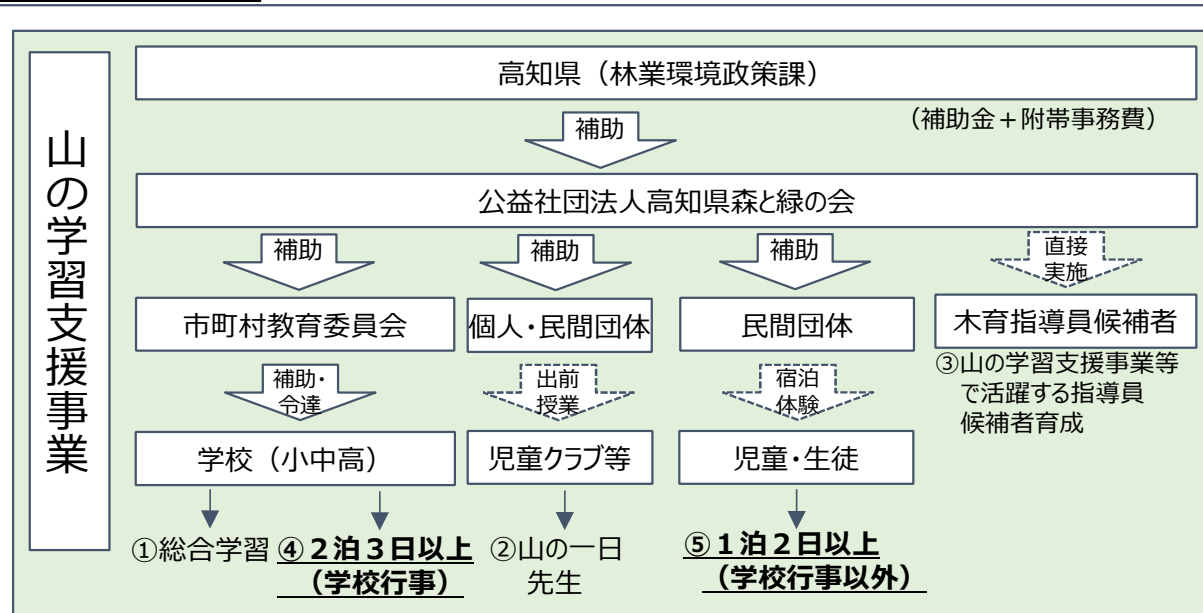 山の学習支援事業
高知県（林業環境政策課）
補助
（補助金＋附帯事務費）
公益社団法人高知県森と緑の会
補助
補助
補助
直接
実施
市町村教育委員会
個人・民間団体
民間団体
木育指導員候補者
補助・
令達
出前
授業
宿泊
体験
③山の学習支援事業等
で活躍する指導員
候補者育成
学校（小中高）
児童クラブ等
児童・生徒
①総合学習
④２泊３日以上
（学校行事）
②山の一日
先生
⑤１泊２日以上
（学校行事以外）